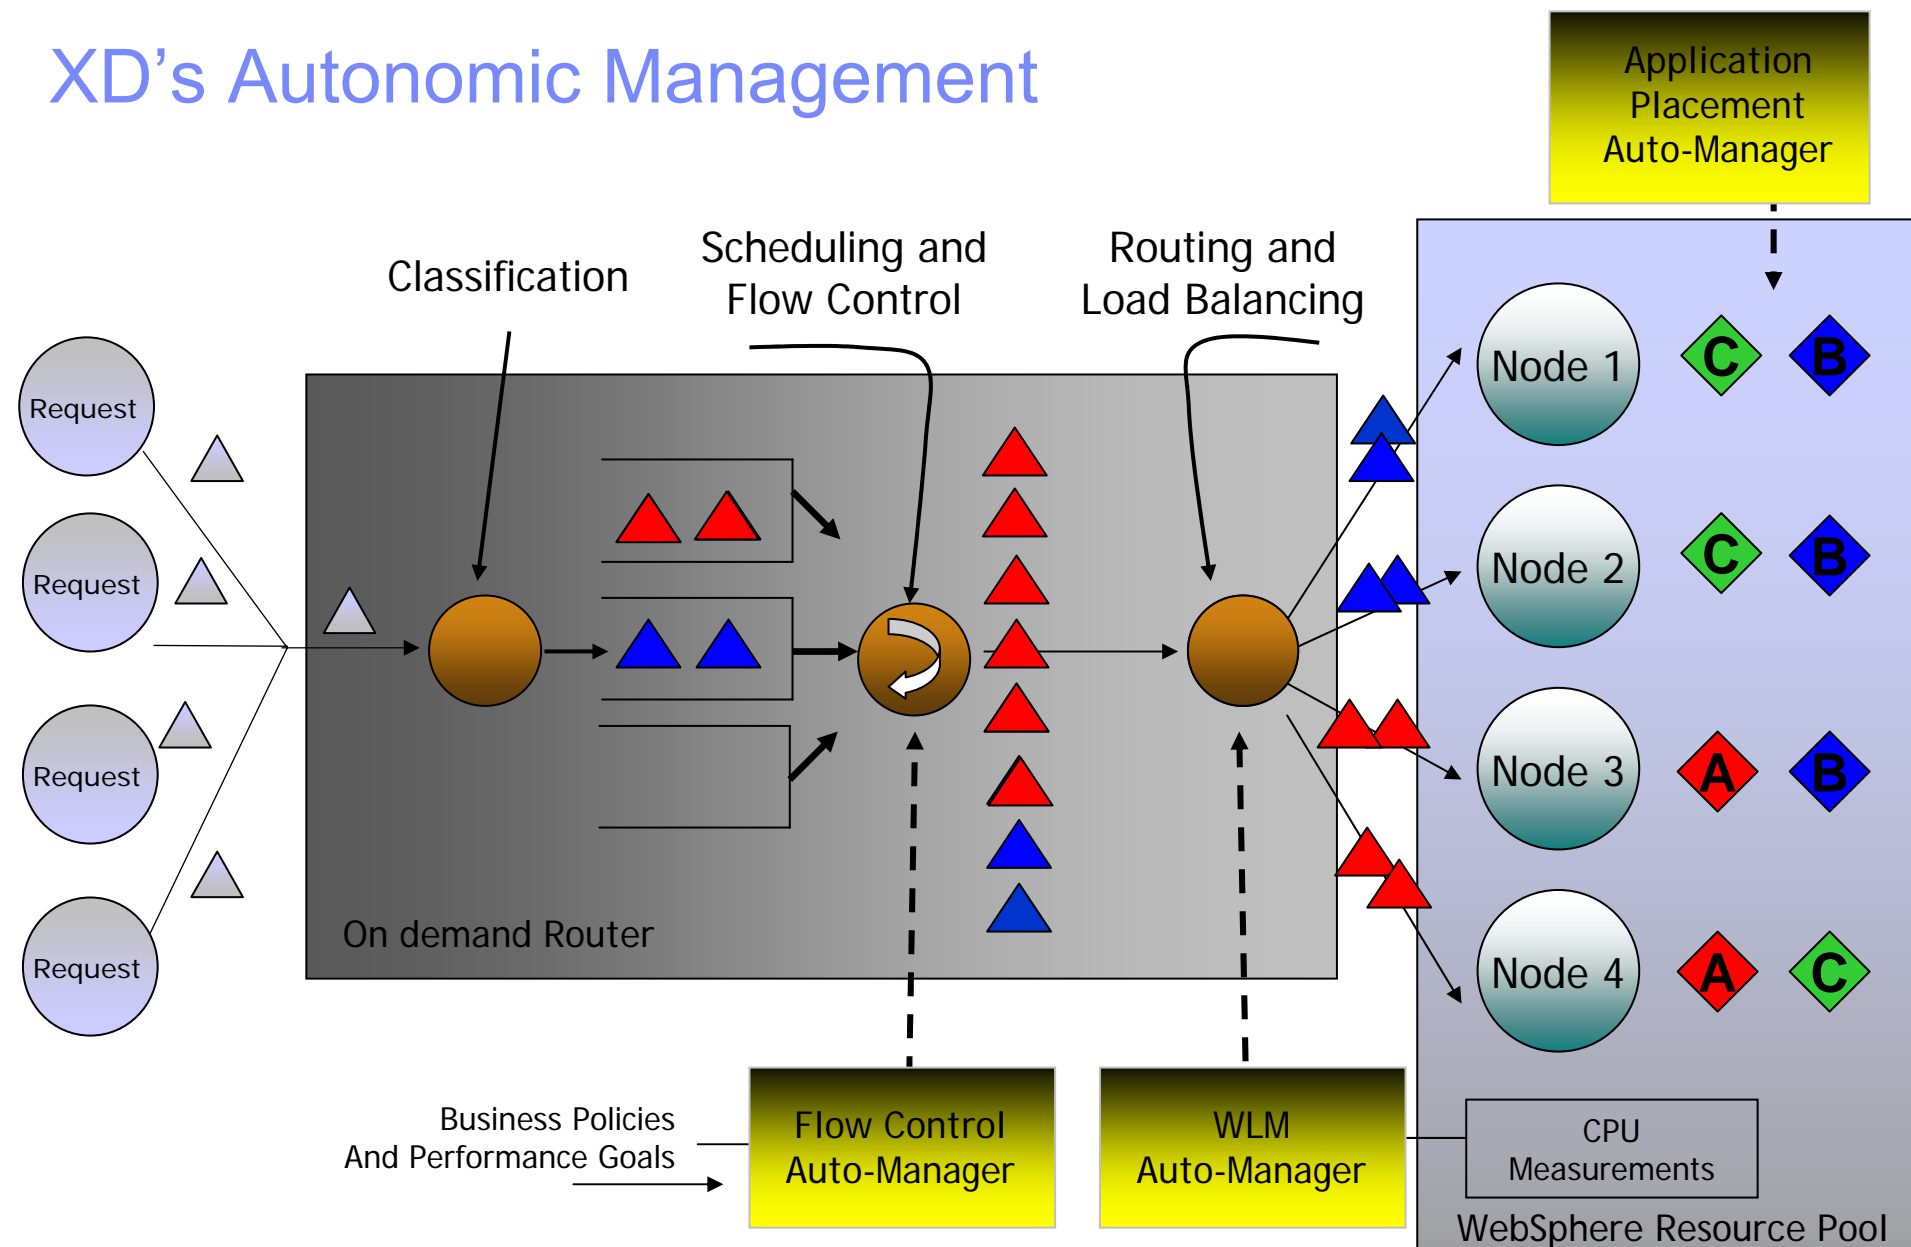 XD's Autonomic Management
Application
Placement
Auto-Manager
Classification
Scheduling and
Flow Control
Routing and
Load Balancing
Request
Request
Request
Request
On demand Router
Node 1
C
B
Node 2
C
B
Node 3
A
B
Node 4
A
C
Business Policies
And Performance Goals
Flow Control
Auto-Manager
WLM
Auto-Manager
CPU
Measurements
WebSphere Resource Pool